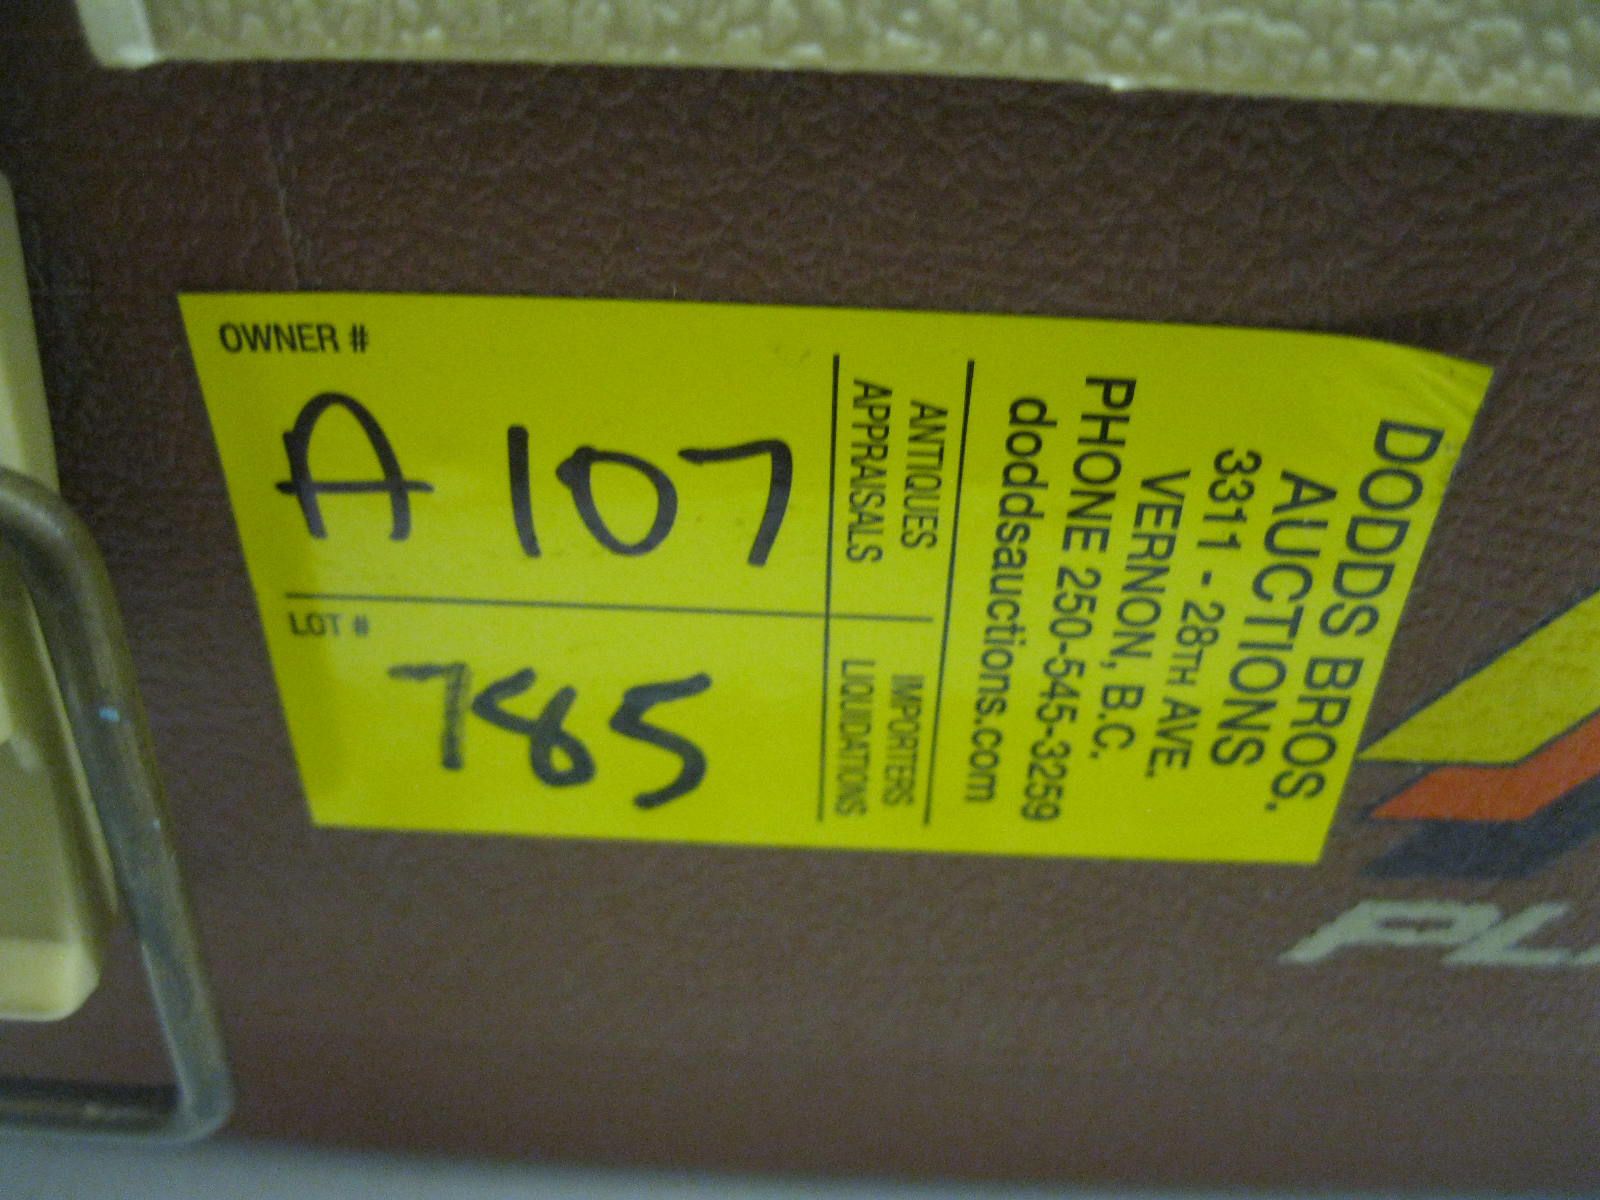 DODDS BROS.
AUCTIONS
3311 - 28TH AVE.
VERNON, B.C.
PHONE 250-545-3259
doddsauctions.com
ANTIQUES
APPRAISALS
IMPORTERS
LIQUIDATIONS
OWNER #
A 107
LOT #
785